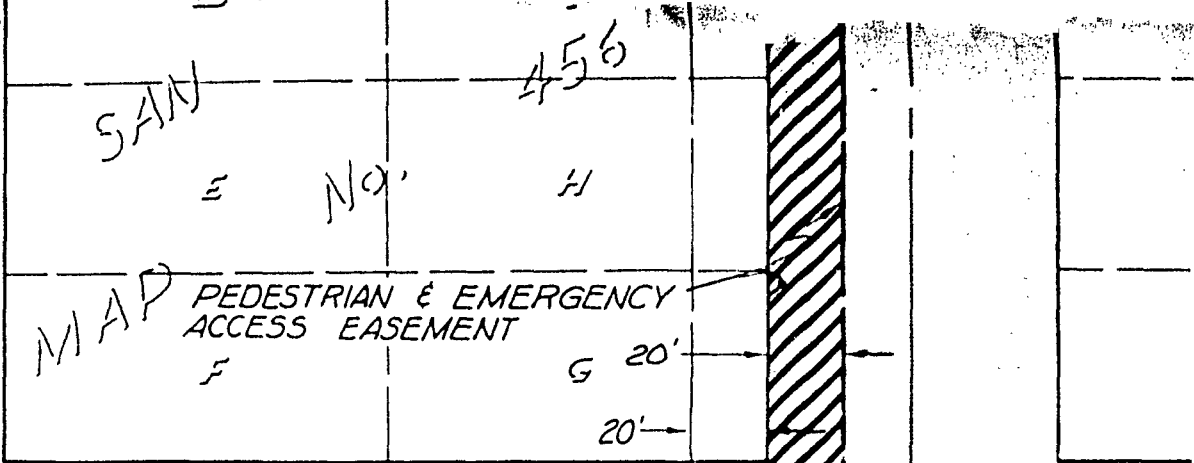 SAN
456
E
NO.
H
MAP
PEDESTRIAN & EMERGENCY
ACCESS EASEMENT
F
G
20'
20'